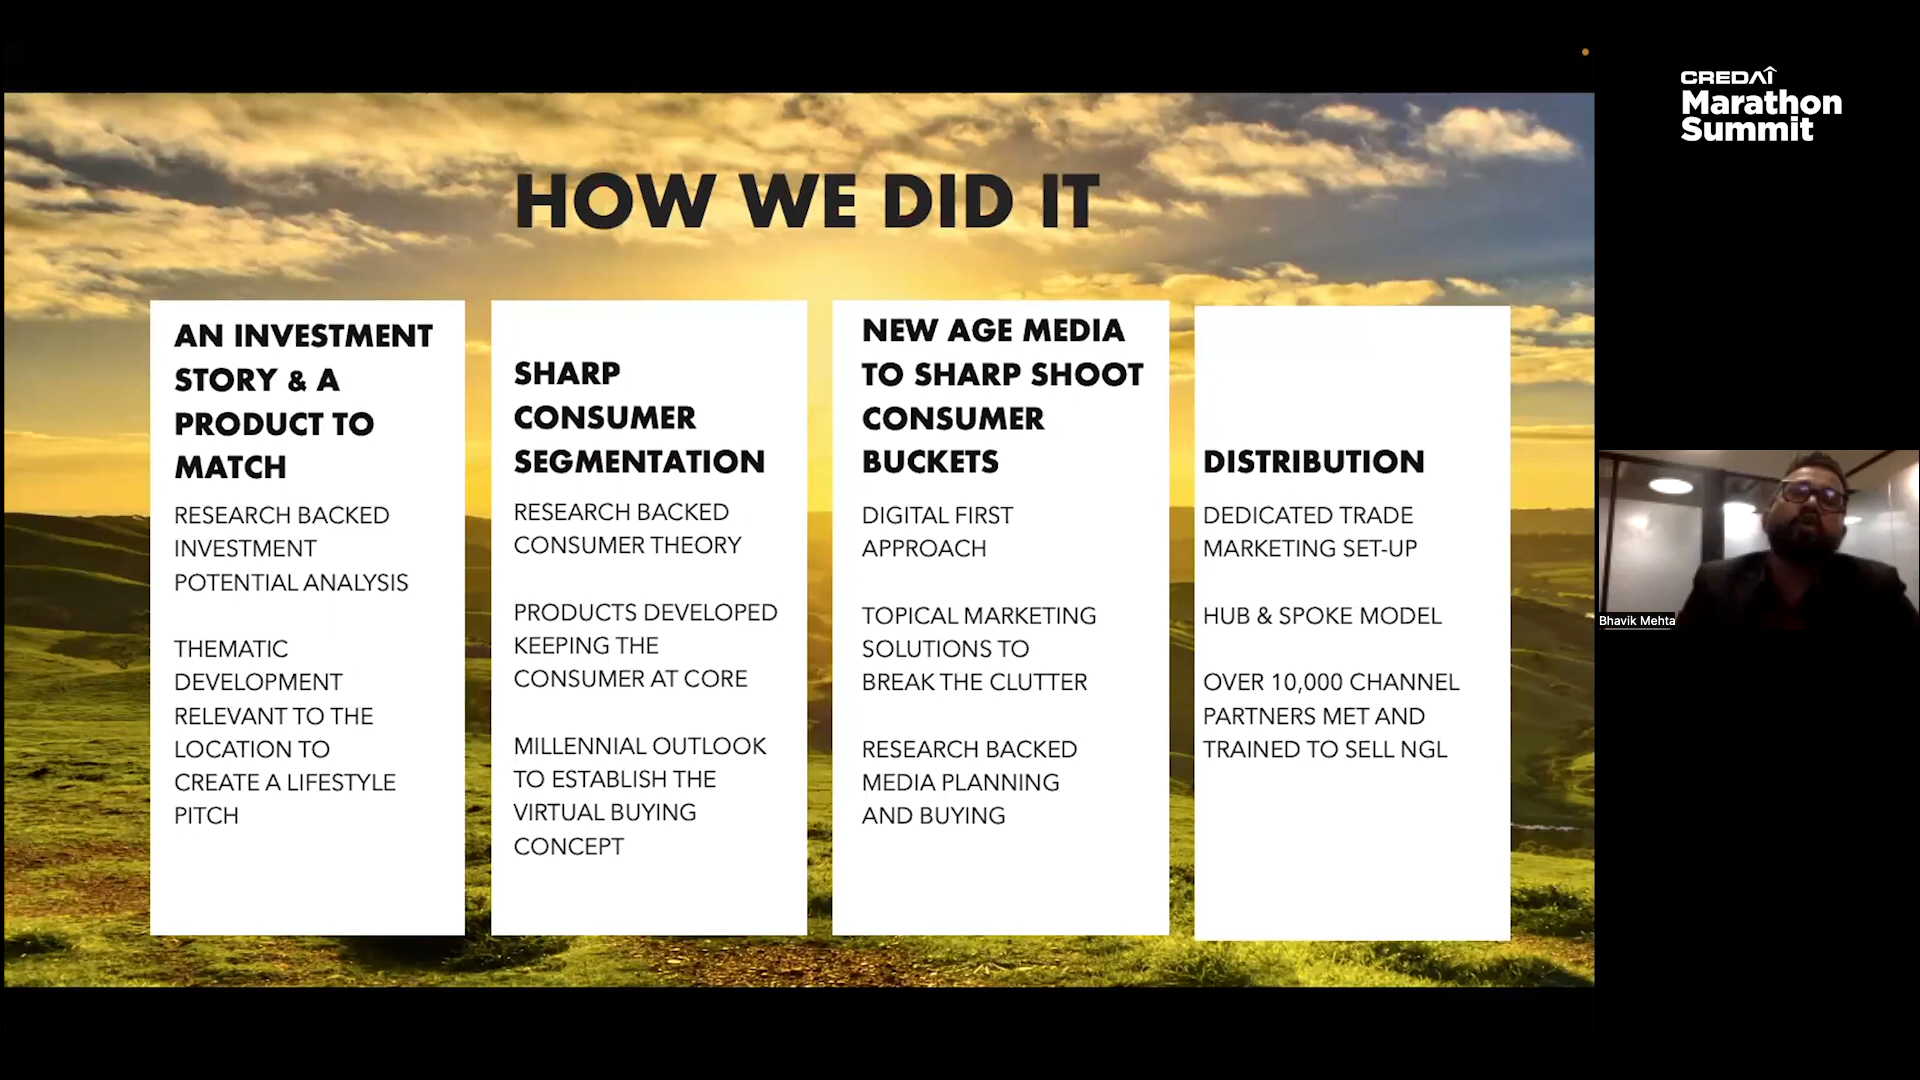 CREDAI
Marathon
Summit
HOW WE DID IT
AN INVESTMENT
STORY & A
PRODUCT TO
MATCH
RESEARCH BACKED
INVESTMENT
POTENTIAL ANALYSIS
THEMATIC
DEVELOPMENT
RELEVANT TO THE
LOCATION TO
CREATE A LIFESTYLE
PITCH
SHARP
CONSUMER
SEGMENTATION
RESEARCH BACKED
CONSUMER THEORY
PRODUCTS DEVELOPED
KEEPING THE
CONSUMER AT CORE
MILLENNIAL OUTLOOK
TO ESTABLISH THE
VIRTUAL BUYING
CONCEPT
NEW AGE MEDIA
TO SHARP SHOOT
CONSUMER
BUCKETS
DIGITAL FIRST
APPROACH
TOPICAL MARKETING
SOLUTIONS TO
BREAK THE CLUTTER
RESEARCH BACKED
MEDIA PLANNING
AND BUYING
DISTRIBUTION
DEDICATED TRADE
MARKETING SET-UP
HUB & SPOKE MODEL
OVER 10,000 CHANNEL
PARTNERS MET AND
TRAINED TO SELL NGL
Bhavik Mehta